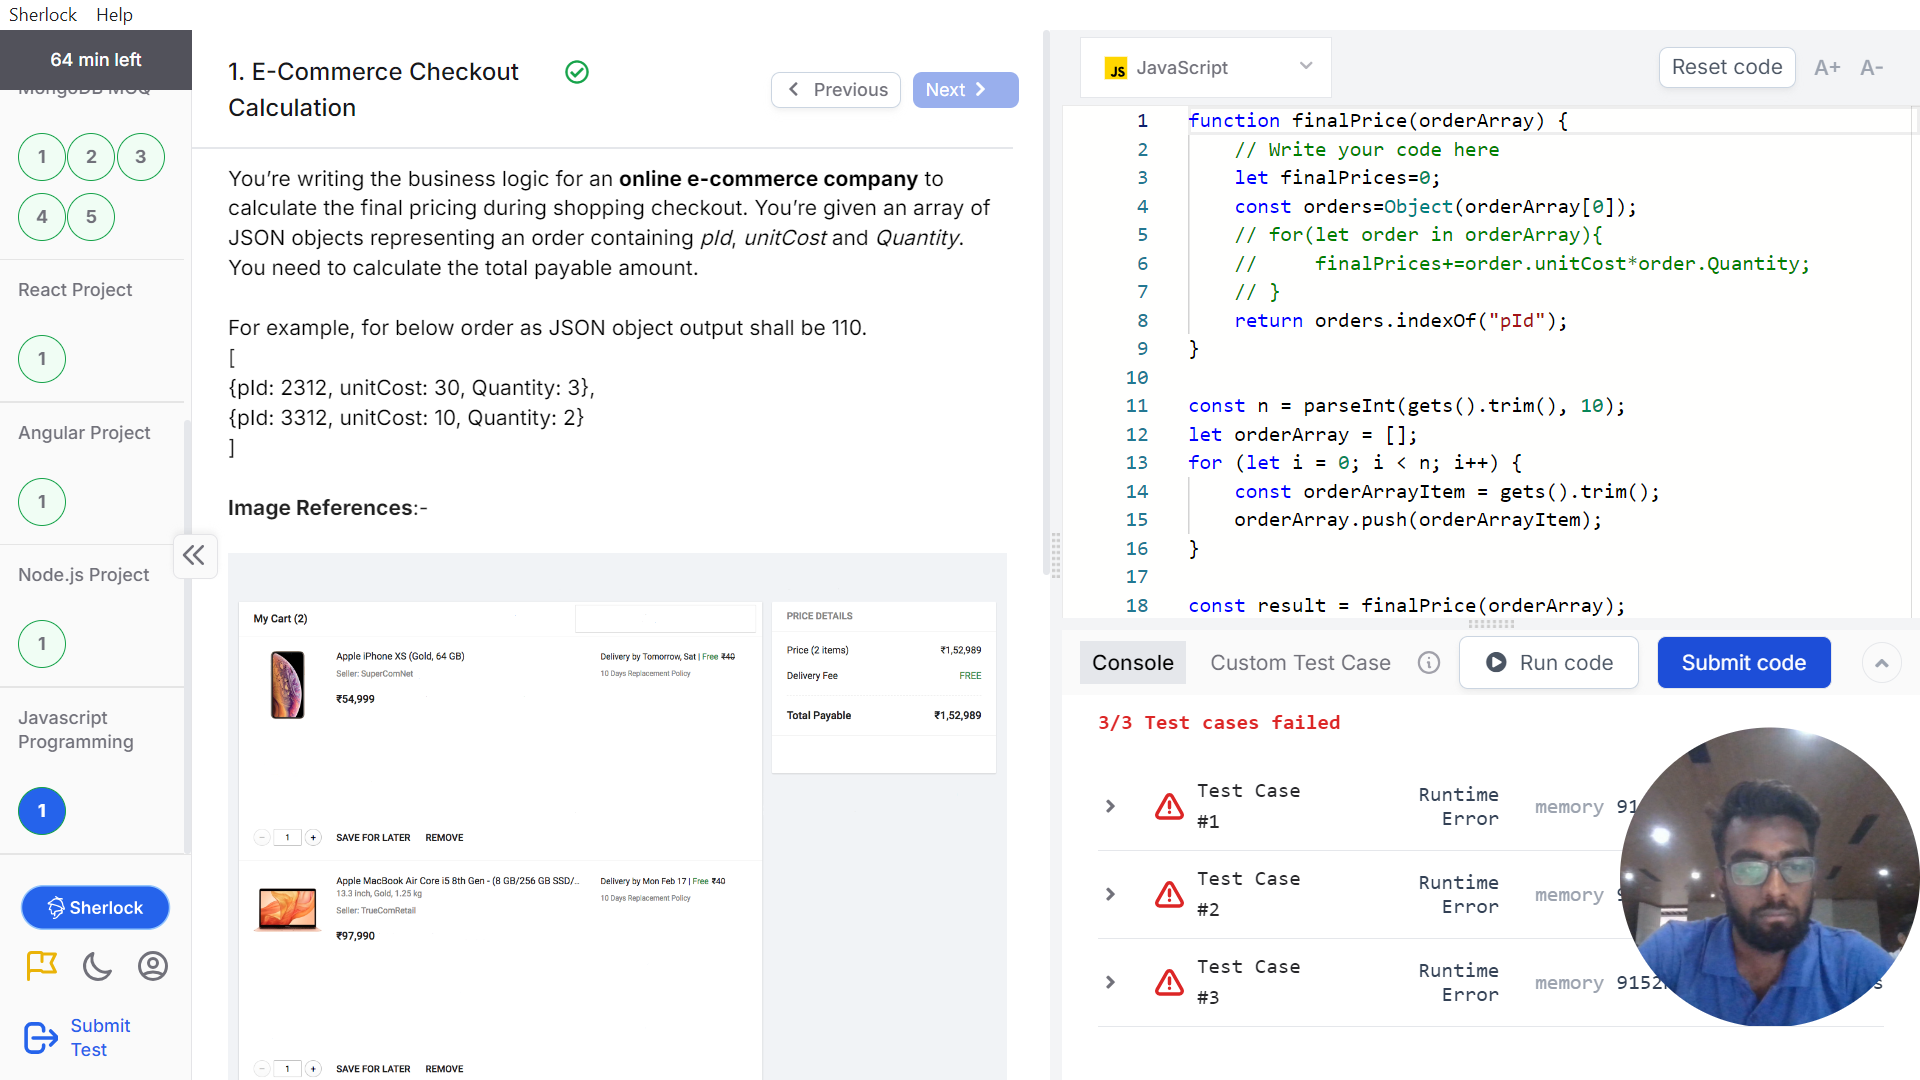 Sherlock Help
64 min left
MongoDB MCQ
1 2 3
4 5
React Project
1
Angular Project
1
Node.js Project
1
Javascript
Programming
1
Sherlock
Submit
Test
1. E-Commerce Checkout
Calculation
Previous
Next
You’re writing the business logic for an online e-commerce company to
calculate the final pricing during shopping checkout. You’re given an array of
JSON objects representing an order containing pId, unitCost and Quantity.
You need to calculate the total payable amount.
For example, for below order as JSON object output shall be 110.
[
{pId: 2312, unitCost: 30, Quantity: 3},
{pId: 3312, unitCost: 10, Quantity: 2}
]
Image References:-
My Cart (2)
Apple iPhone XS (Gold, 64 GB)
Seller: SuperComNet
₹54,999
Delivery by Tomorrow, Sat | Free ₹40
10 Days Replacement Policy
- 1 + SAVE FOR LATER REMOVE
Apple MacBook Air Core i5 8th Gen - (8 GB/256 GB SSD/..
13.3 inch, Gold, 1.25 kg
Seller: TrueComRetail
₹97,990
Delivery by Mon Feb 17 | Free ₹40
10 Days Replacement Policy
- 1 + SAVE FOR LATER REMOVE
PRICE DETAILS
Price (2 items) ₹1,52,989
Delivery Fee FREE
Total Payable ₹1,52,989
JS JavaScript
Reset code A+ A-
1 function finalPrice(orderArray) {
2 // Write your code here
3 let finalPrices=0;
4 const orders=Object(orderArray[0]);
5 // for(let order in orderArray){
6 // finalPrices+=order.unitCost*order.Quantity;
7 // }
8 return orders.indexOf("pId");
9 }
10
11 const n = parseInt(gets().trim(), 10);
12 let orderArray = [];
13 for (let i = 0; i < n; i++) {
14 const orderArrayItem = gets().trim();
15 orderArray.push(orderArrayItem);
16 }
17
18 const result = finalPrice(orderArray);
Console Custom Test Case Run code Submit code
3/3 Test cases failed
Test Case
#1
Runtime
Error
memory 91
Test Case
#2
Runtime
Error
memory
Test Case
#3
Runtime
Error
memory 9152